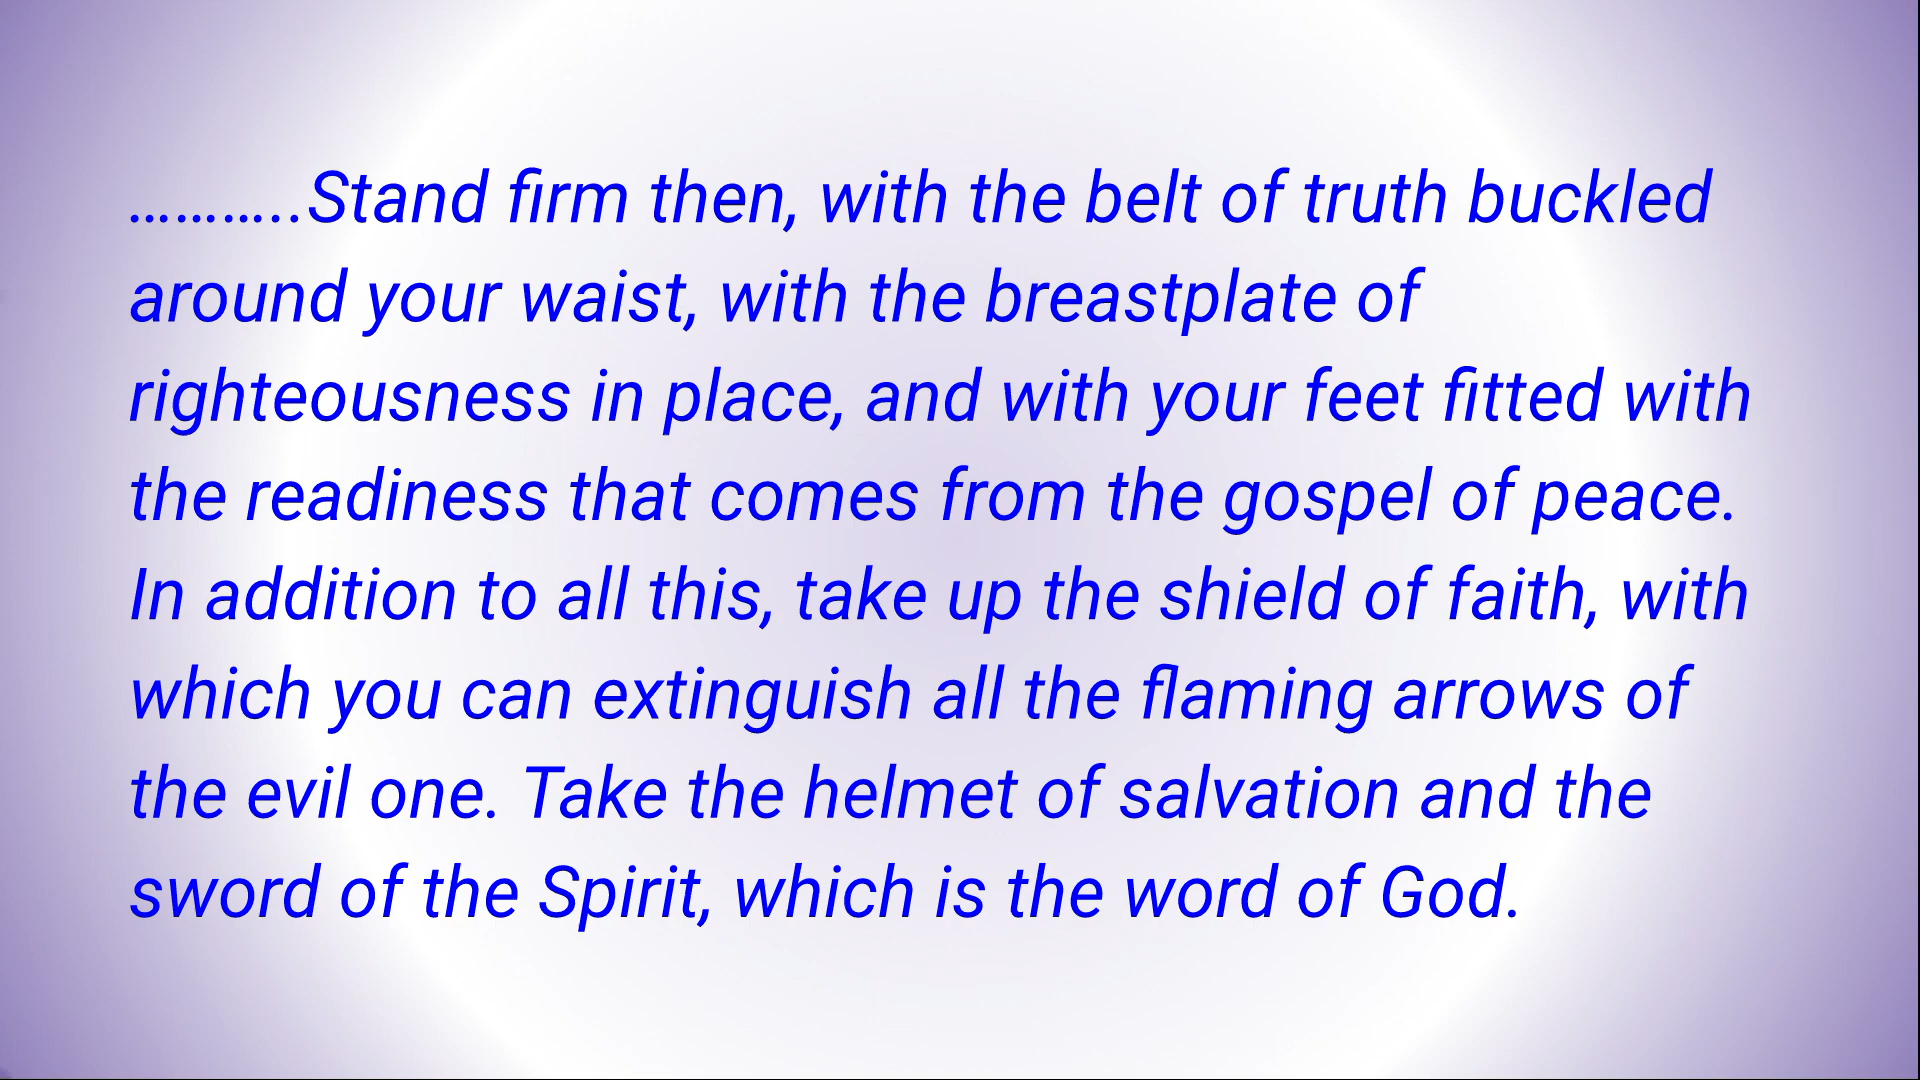 ………..Stand firm then, with the belt of truth buckled
around your waist, with the breastplate of
righteousness in place, and with your feet fitted with
the readiness that comes from the gospel of peace.
In addition to all this, take up the shield of faith, with
which you can extinguish all the flaming arrows of
the evil one. Take the helmet of salvation and the
sword of the Spirit, which is the word of God.